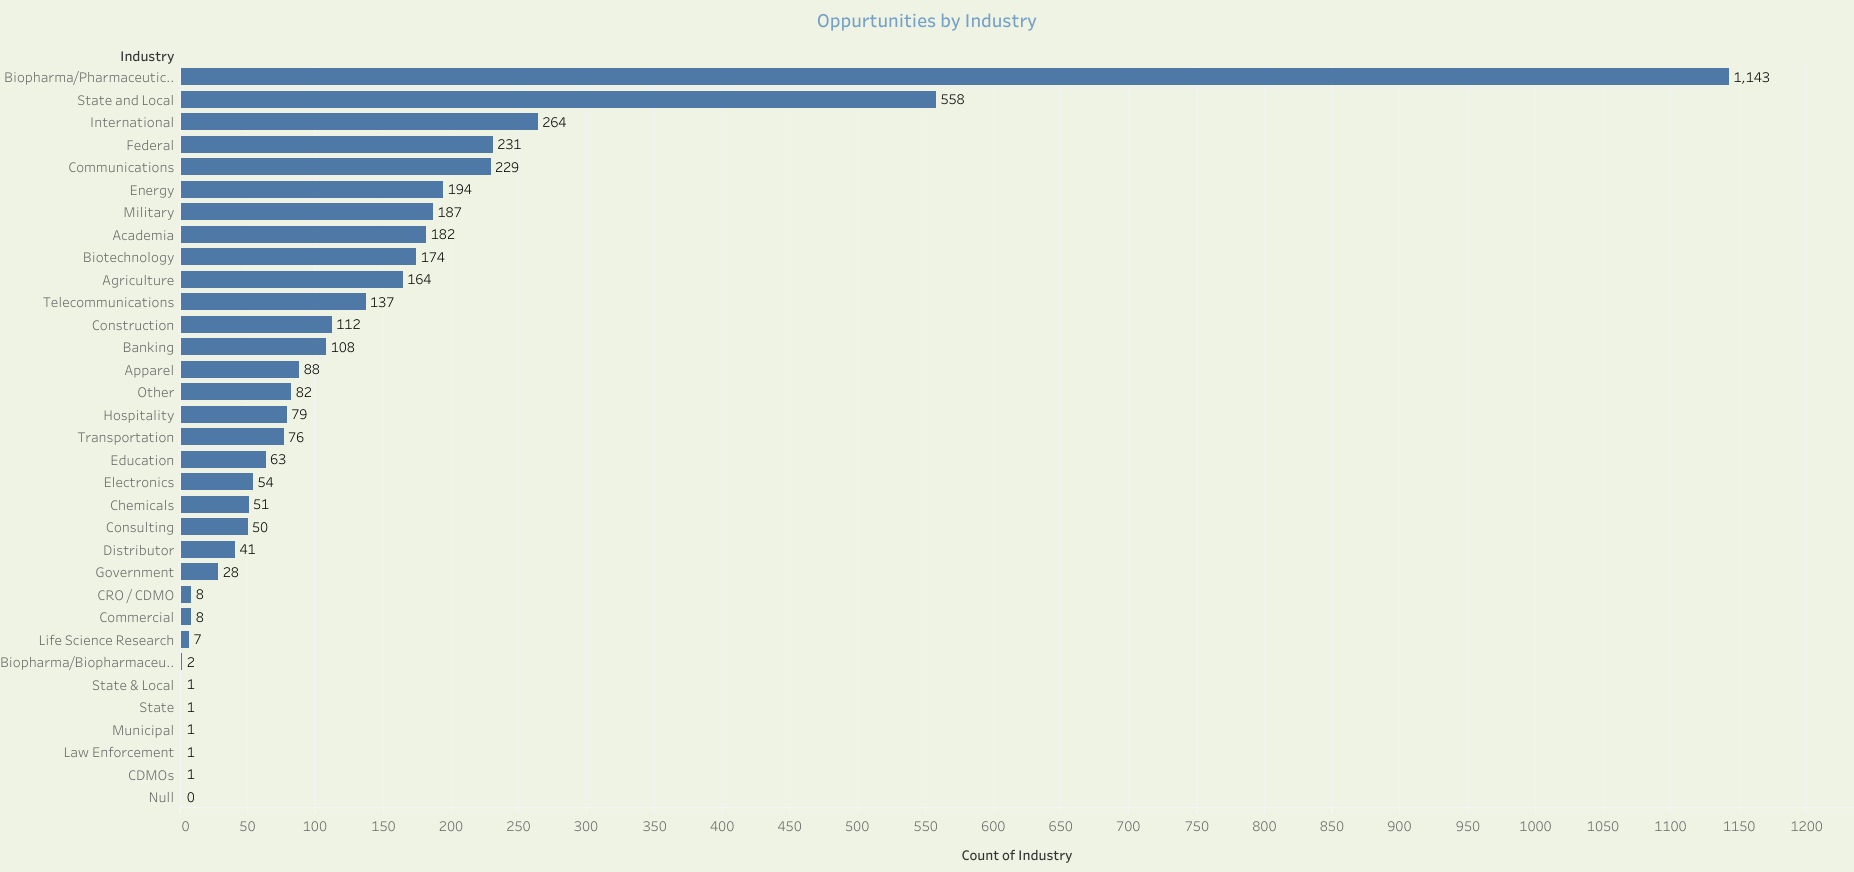 Oppurtunities by Industry
Industry
Biopharma/Pharmaceutic.. 1,143
State and Local 558
International 264
Federal 231
Communications 229
Energy 194
Military 187
Academia 182
Biotechnology 174
Agriculture 164
Telecommunications 137
Construction 112
Banking 108
Apparel 88
Other 82
Hospitality 79
Transportation 76
Education 63
Electronics 54
Chemicals 51
Consulting 50
Distributor 41
Government 28
CRO / CDMO 8
Commercial 8
Life Science Research 7
Biopharma/Biopharmaceu.. 2
State & Local 1
State 1
Municipal 1
Law Enforcement 1
CDMOs 1
Null 0
0 50 100 150 200 250 300 350 400 450 500 550 600 650 700 750 800 850 900 950 1000 1050 1100 1150 1200
Count of Industry